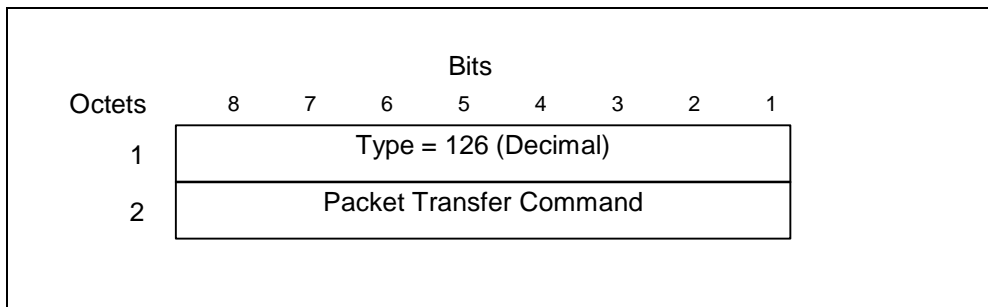 Bits
Octets 8 7 6 5 4 3 2 1
1 Type = 126 (Decimal)
2 Packet Transfer Command